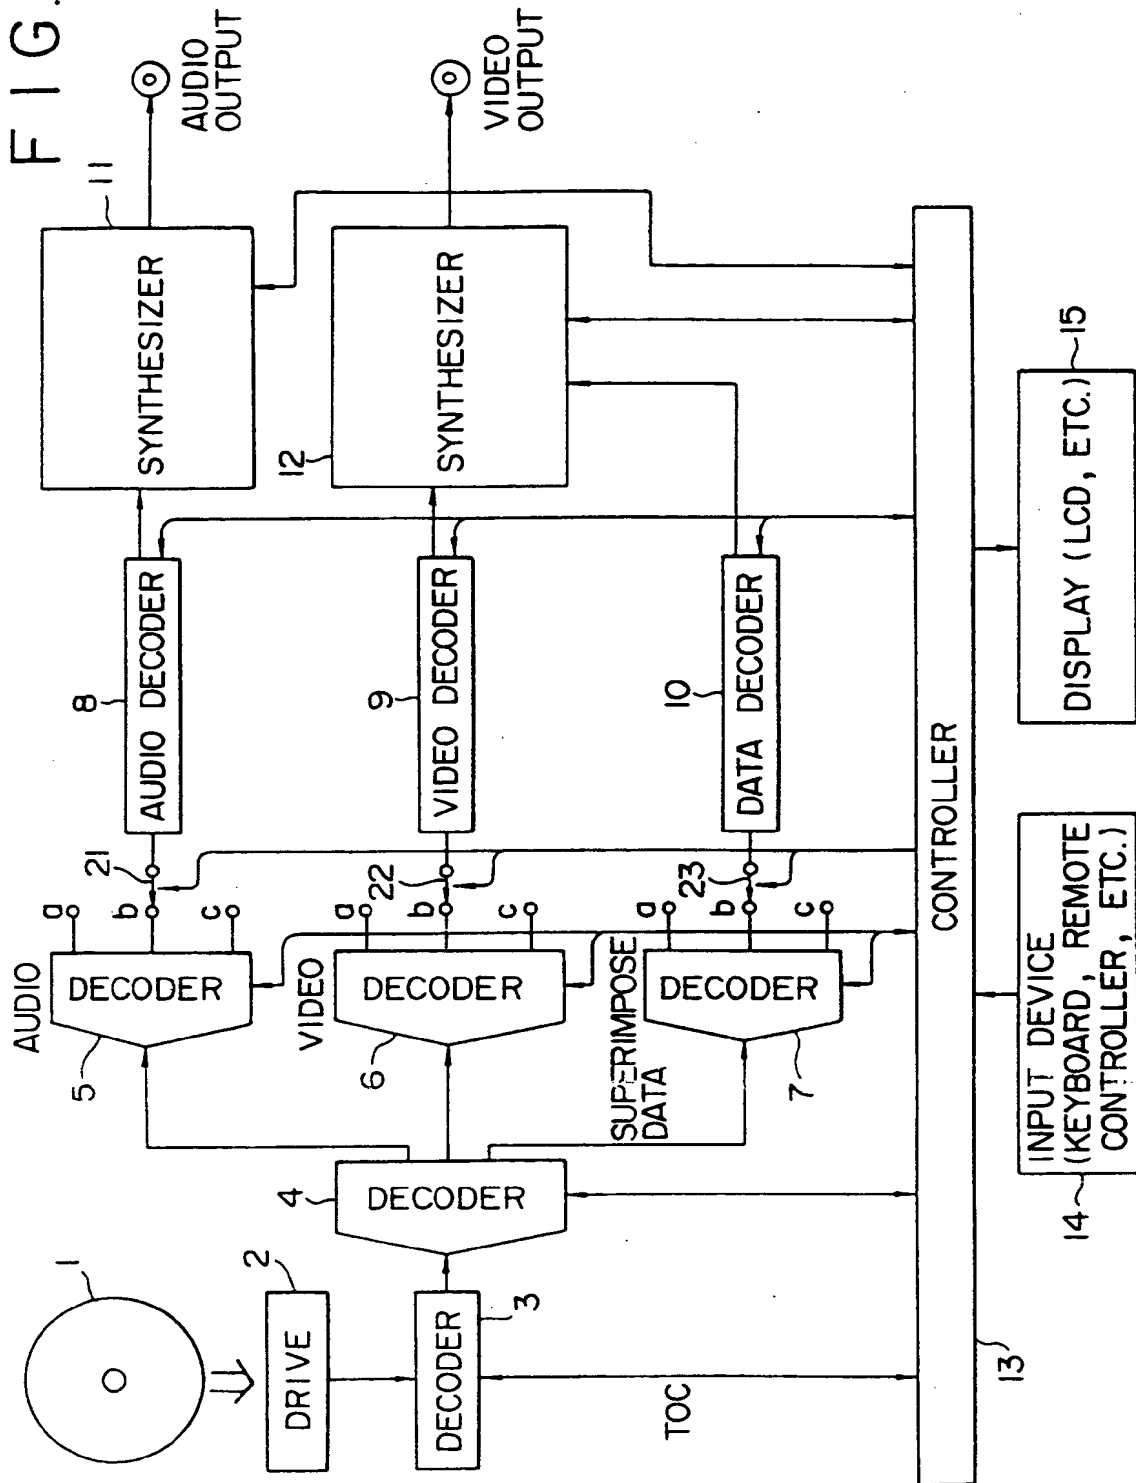 FIG.
1
2
DRIVE
DECODER
3
TOC
4
DECODER
AUDIO
5
DECODER
a
b
c
21
8
AUDIO DECODER
11
SYNTHESIZER
AUDIO
OUTPUT
VIDEO
6
DECODER
a
b
c
22
9
VIDEO DECODER
12
SYNTHESIZER
VIDEO
OUTPUT
SUPERIMPOSE
DATA
7
DECODER
a
b
c
23
10
DATA DECODER
CONTROLLER
13
14
INPUT DEVICE
(KEYBOARD, REMOTE
CONTROLLER, ETC.)
DISPLAY (LCD, ETC.)
15